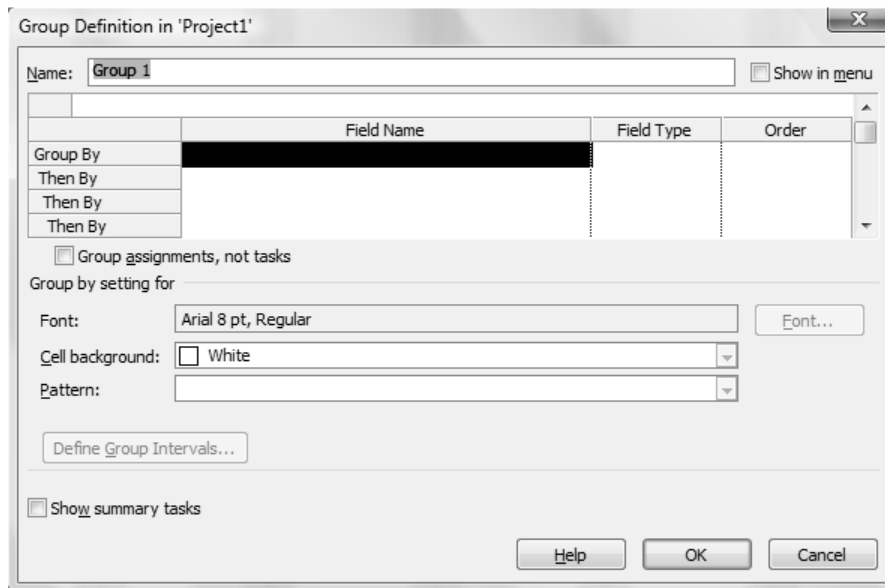 Group Definition in 'Project1'
x
Name: Group 1 Show in menu
Field Name Field Type Order
Group By
Then By
Then By
Then By
Group assignments, not tasks
Group by setting for
Font: Arial 8 pt, Regular Font...
Cell background: White
Pattern:
Define Group Intervals...
Show summary tasks
Help OK Cancel